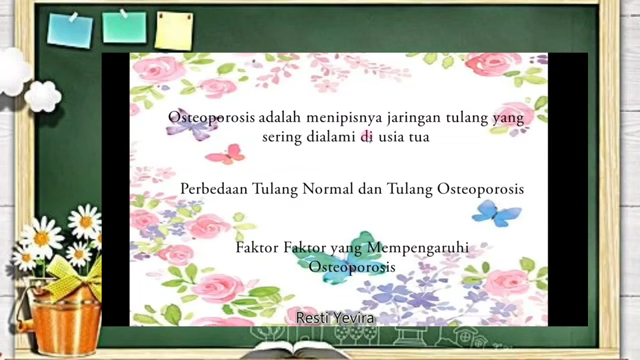 Osteoporosis adalah menipisnya jaringan tulang yang
sering dialami di usia tua
Perbedaan Tulang Normal dan Tulang Osteoporosis
Faktor Faktor yang Mempengaruhi
Osteoporosis
Resti Yevira